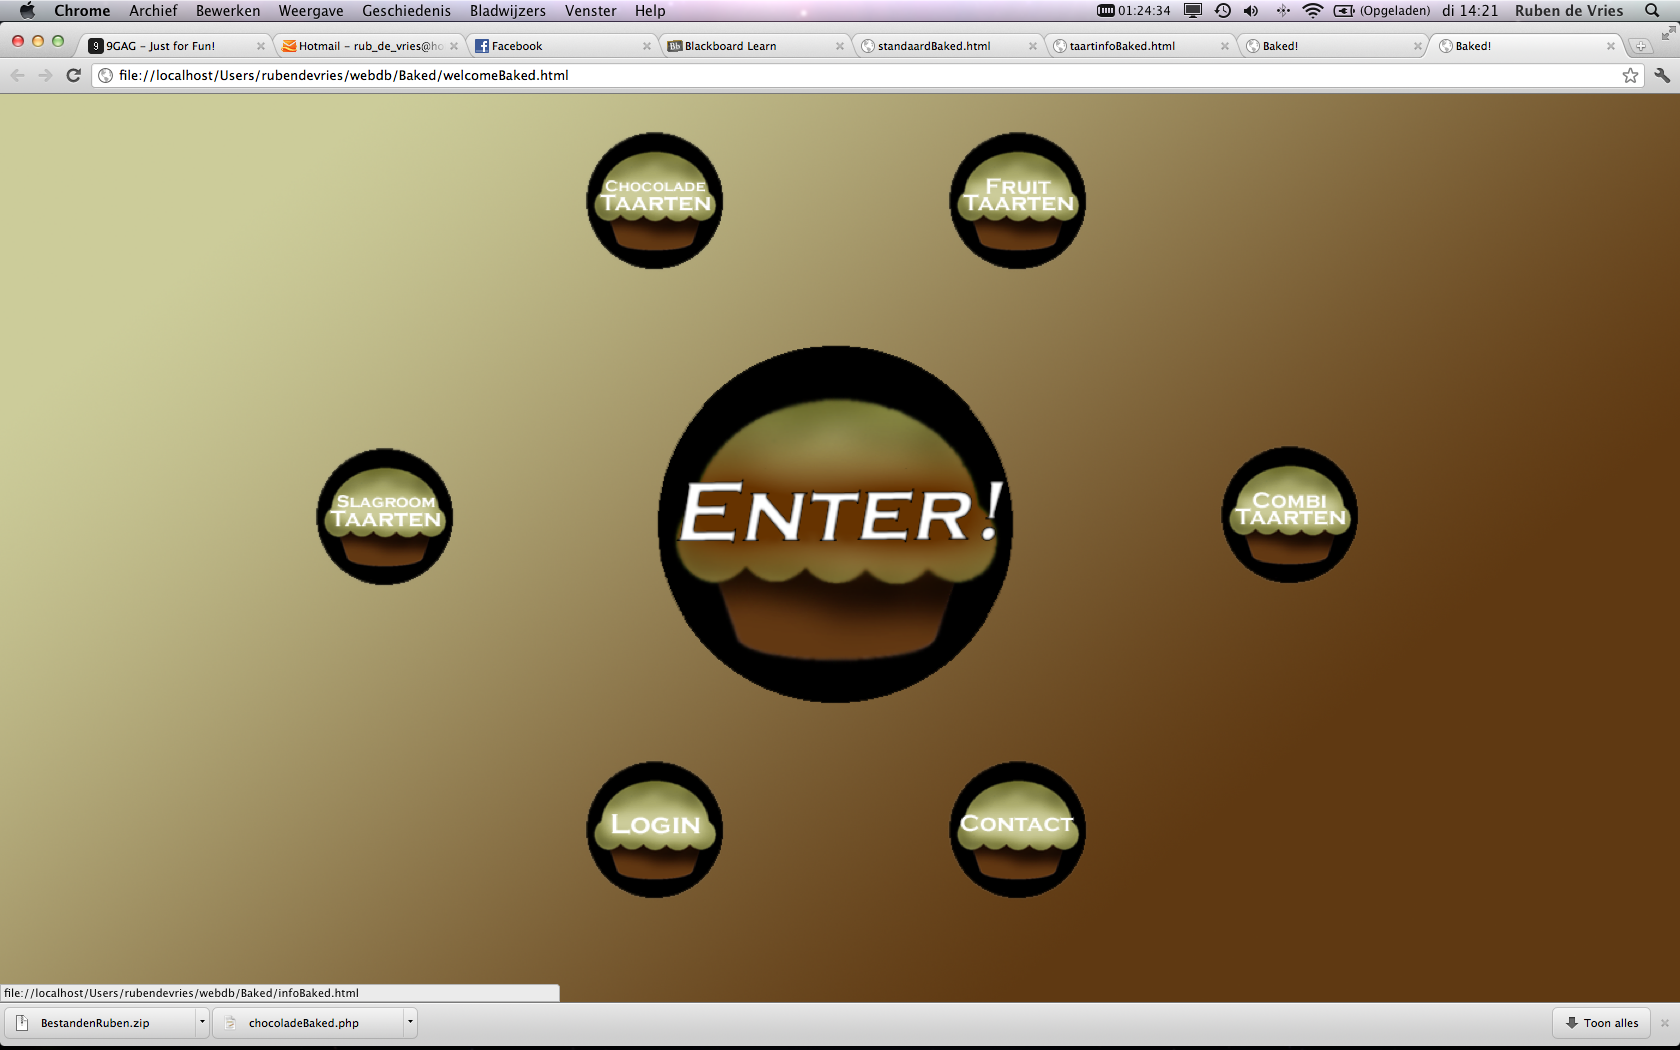 Chrome Archief Bewerken Weergave Geschiedenis Bladwijzers Venster Help 01:24:34 (Opgeladen) di 14:21 Ruben de Vries
9 9GAG – Just for Fun! Hotmail – rub_de_vries@ho Facebook Bb Blackboard Learn standaardBaked.html taartinfoBaked.html Baked! Baked!
file://localhost/Users/rubendevries/webdb/Baked/welcomeBaked.html
Chocolade
Taarten
Fruit
Taarten
Slagroom
Taarten
Enter!
Combi
Taarten
Login
Contact
file://localhost/Users/rubendevries/webdb/Baked/infoBaked.html
BestandenRuben.zip chocoladeBaked.php Toon alles